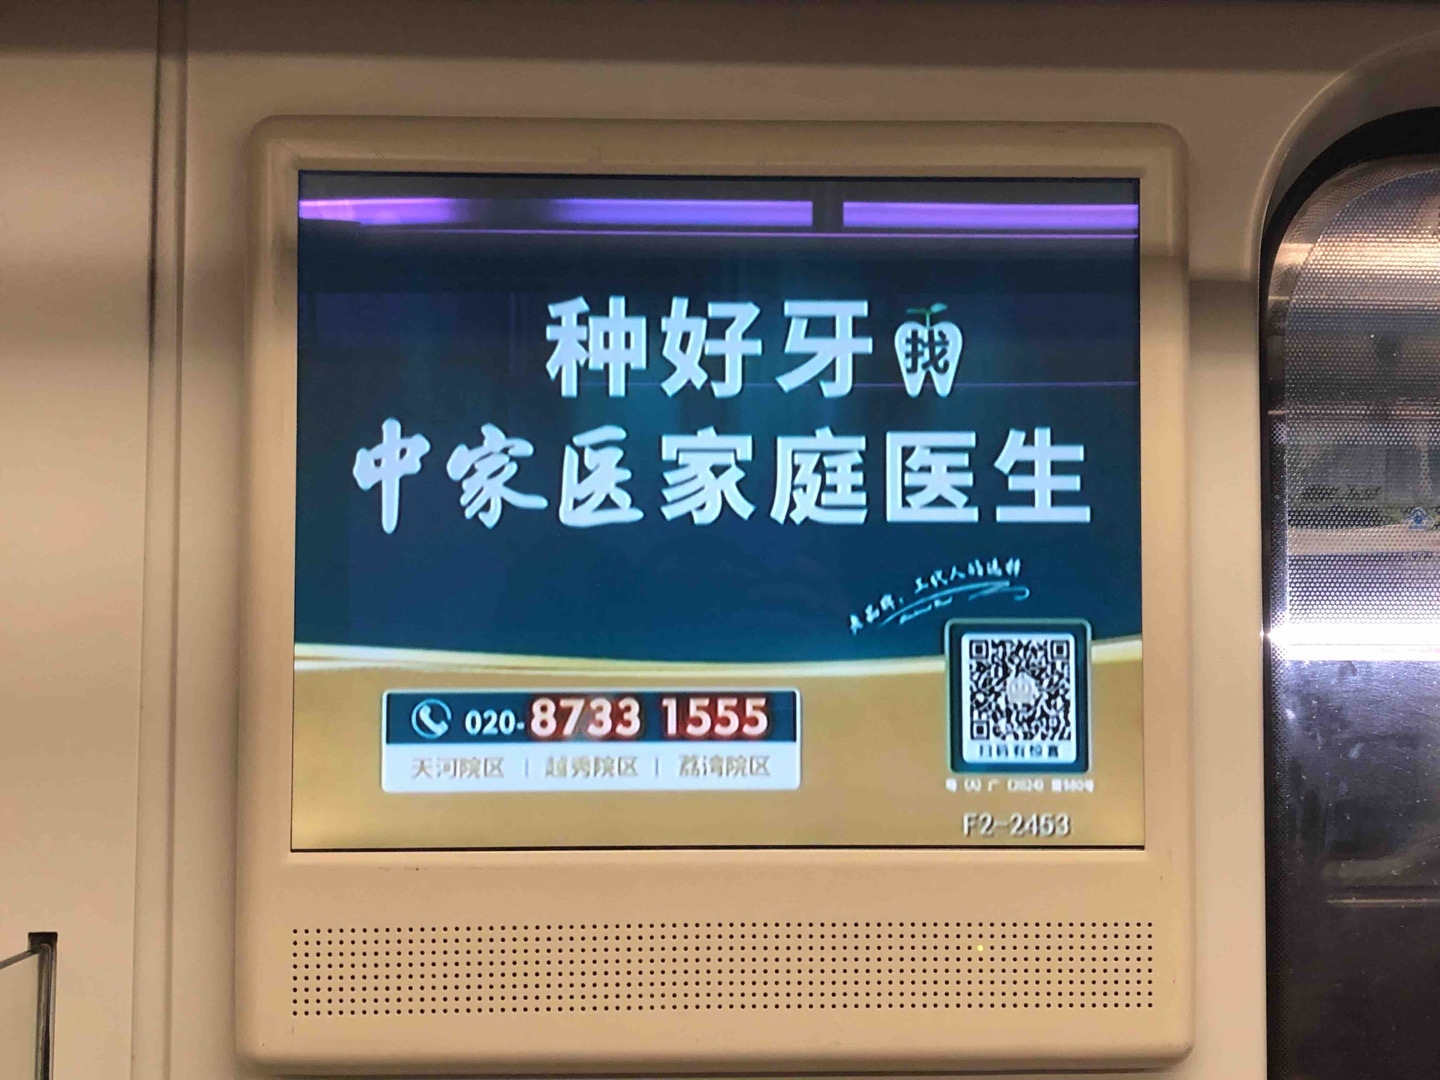 种好牙找
中家医家庭医生
020-8733 1555
天河院区 | 越秀院区 | 荔湾院区
扫码有惊喜
F2-2453